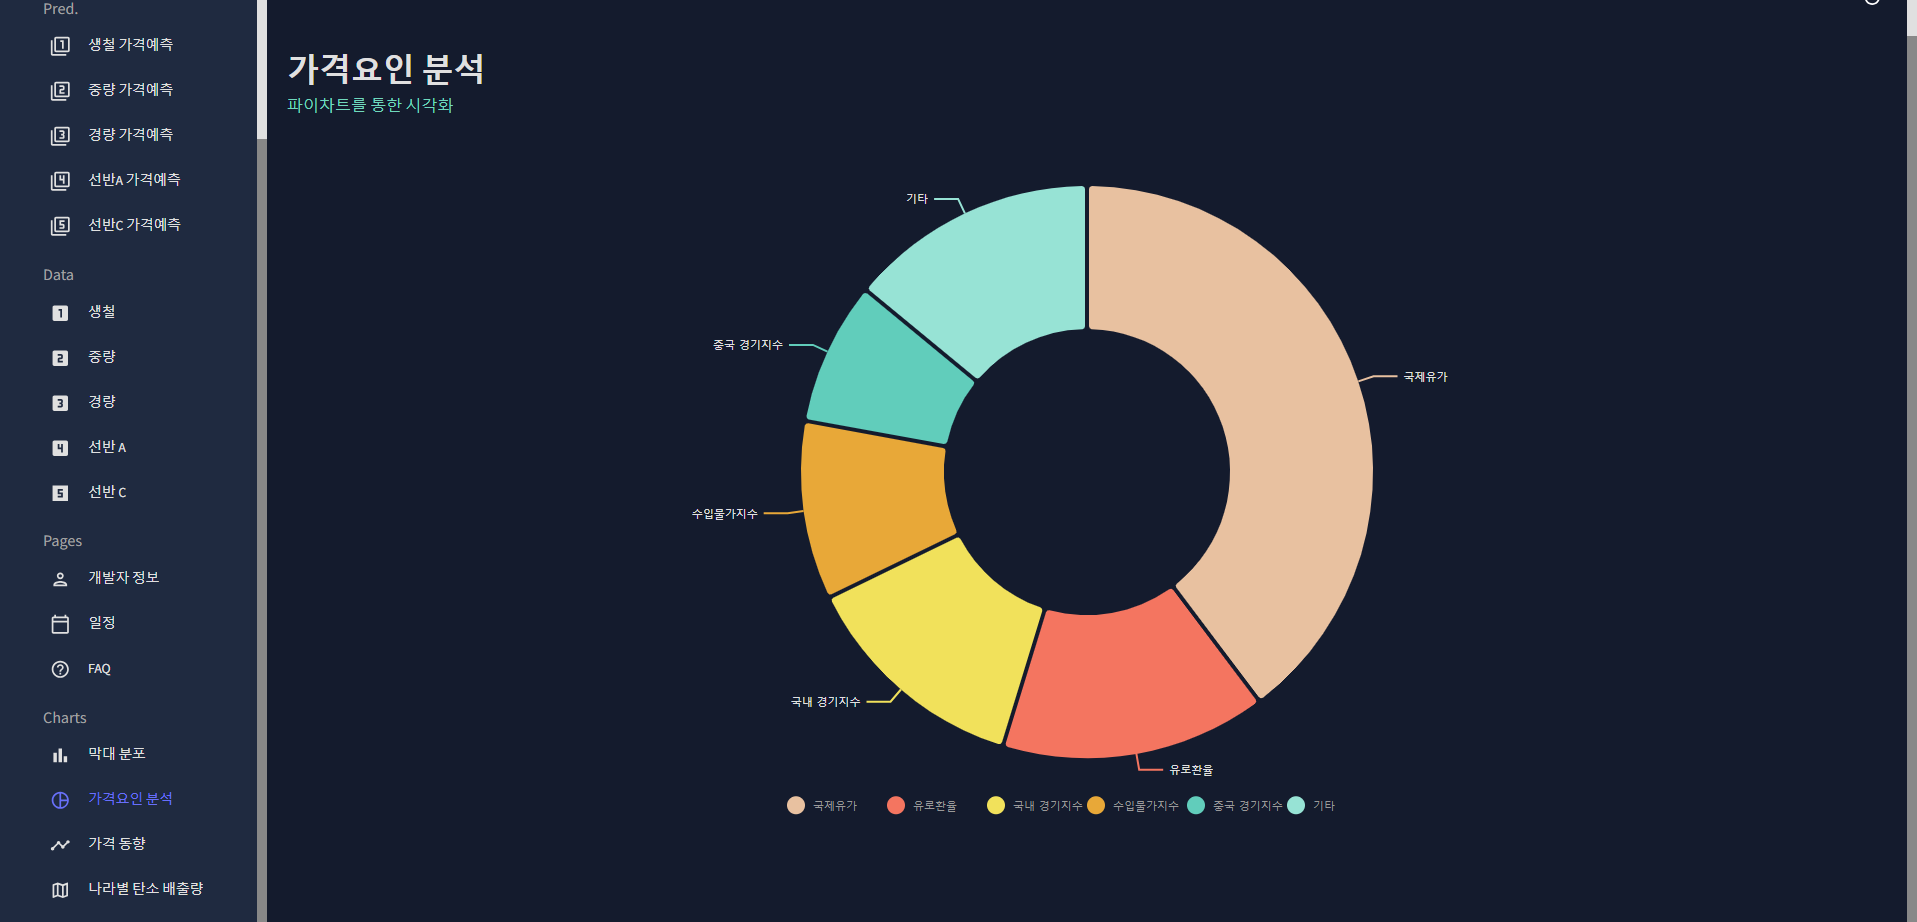 Pred.
생철 가격예측
중량 가격예측
경량 가격예측
선반A 가격예측
선반C 가격예측
Data
생철
중량
경량
선반 A
선반 C
Pages
개발자 정보
일정
FAQ
Charts
막대 분포
가격요인 분석
가격 동향
나라별 탄소 배출량
가격요인 분석
파이차트를 통한 시각화
기타
중국 경기지수
국제유가
수입물가지수
국내 경기지수
유로환율
국제유가 유로환율 국내 경기지수 수입물가지수 중국 경기지수 기타